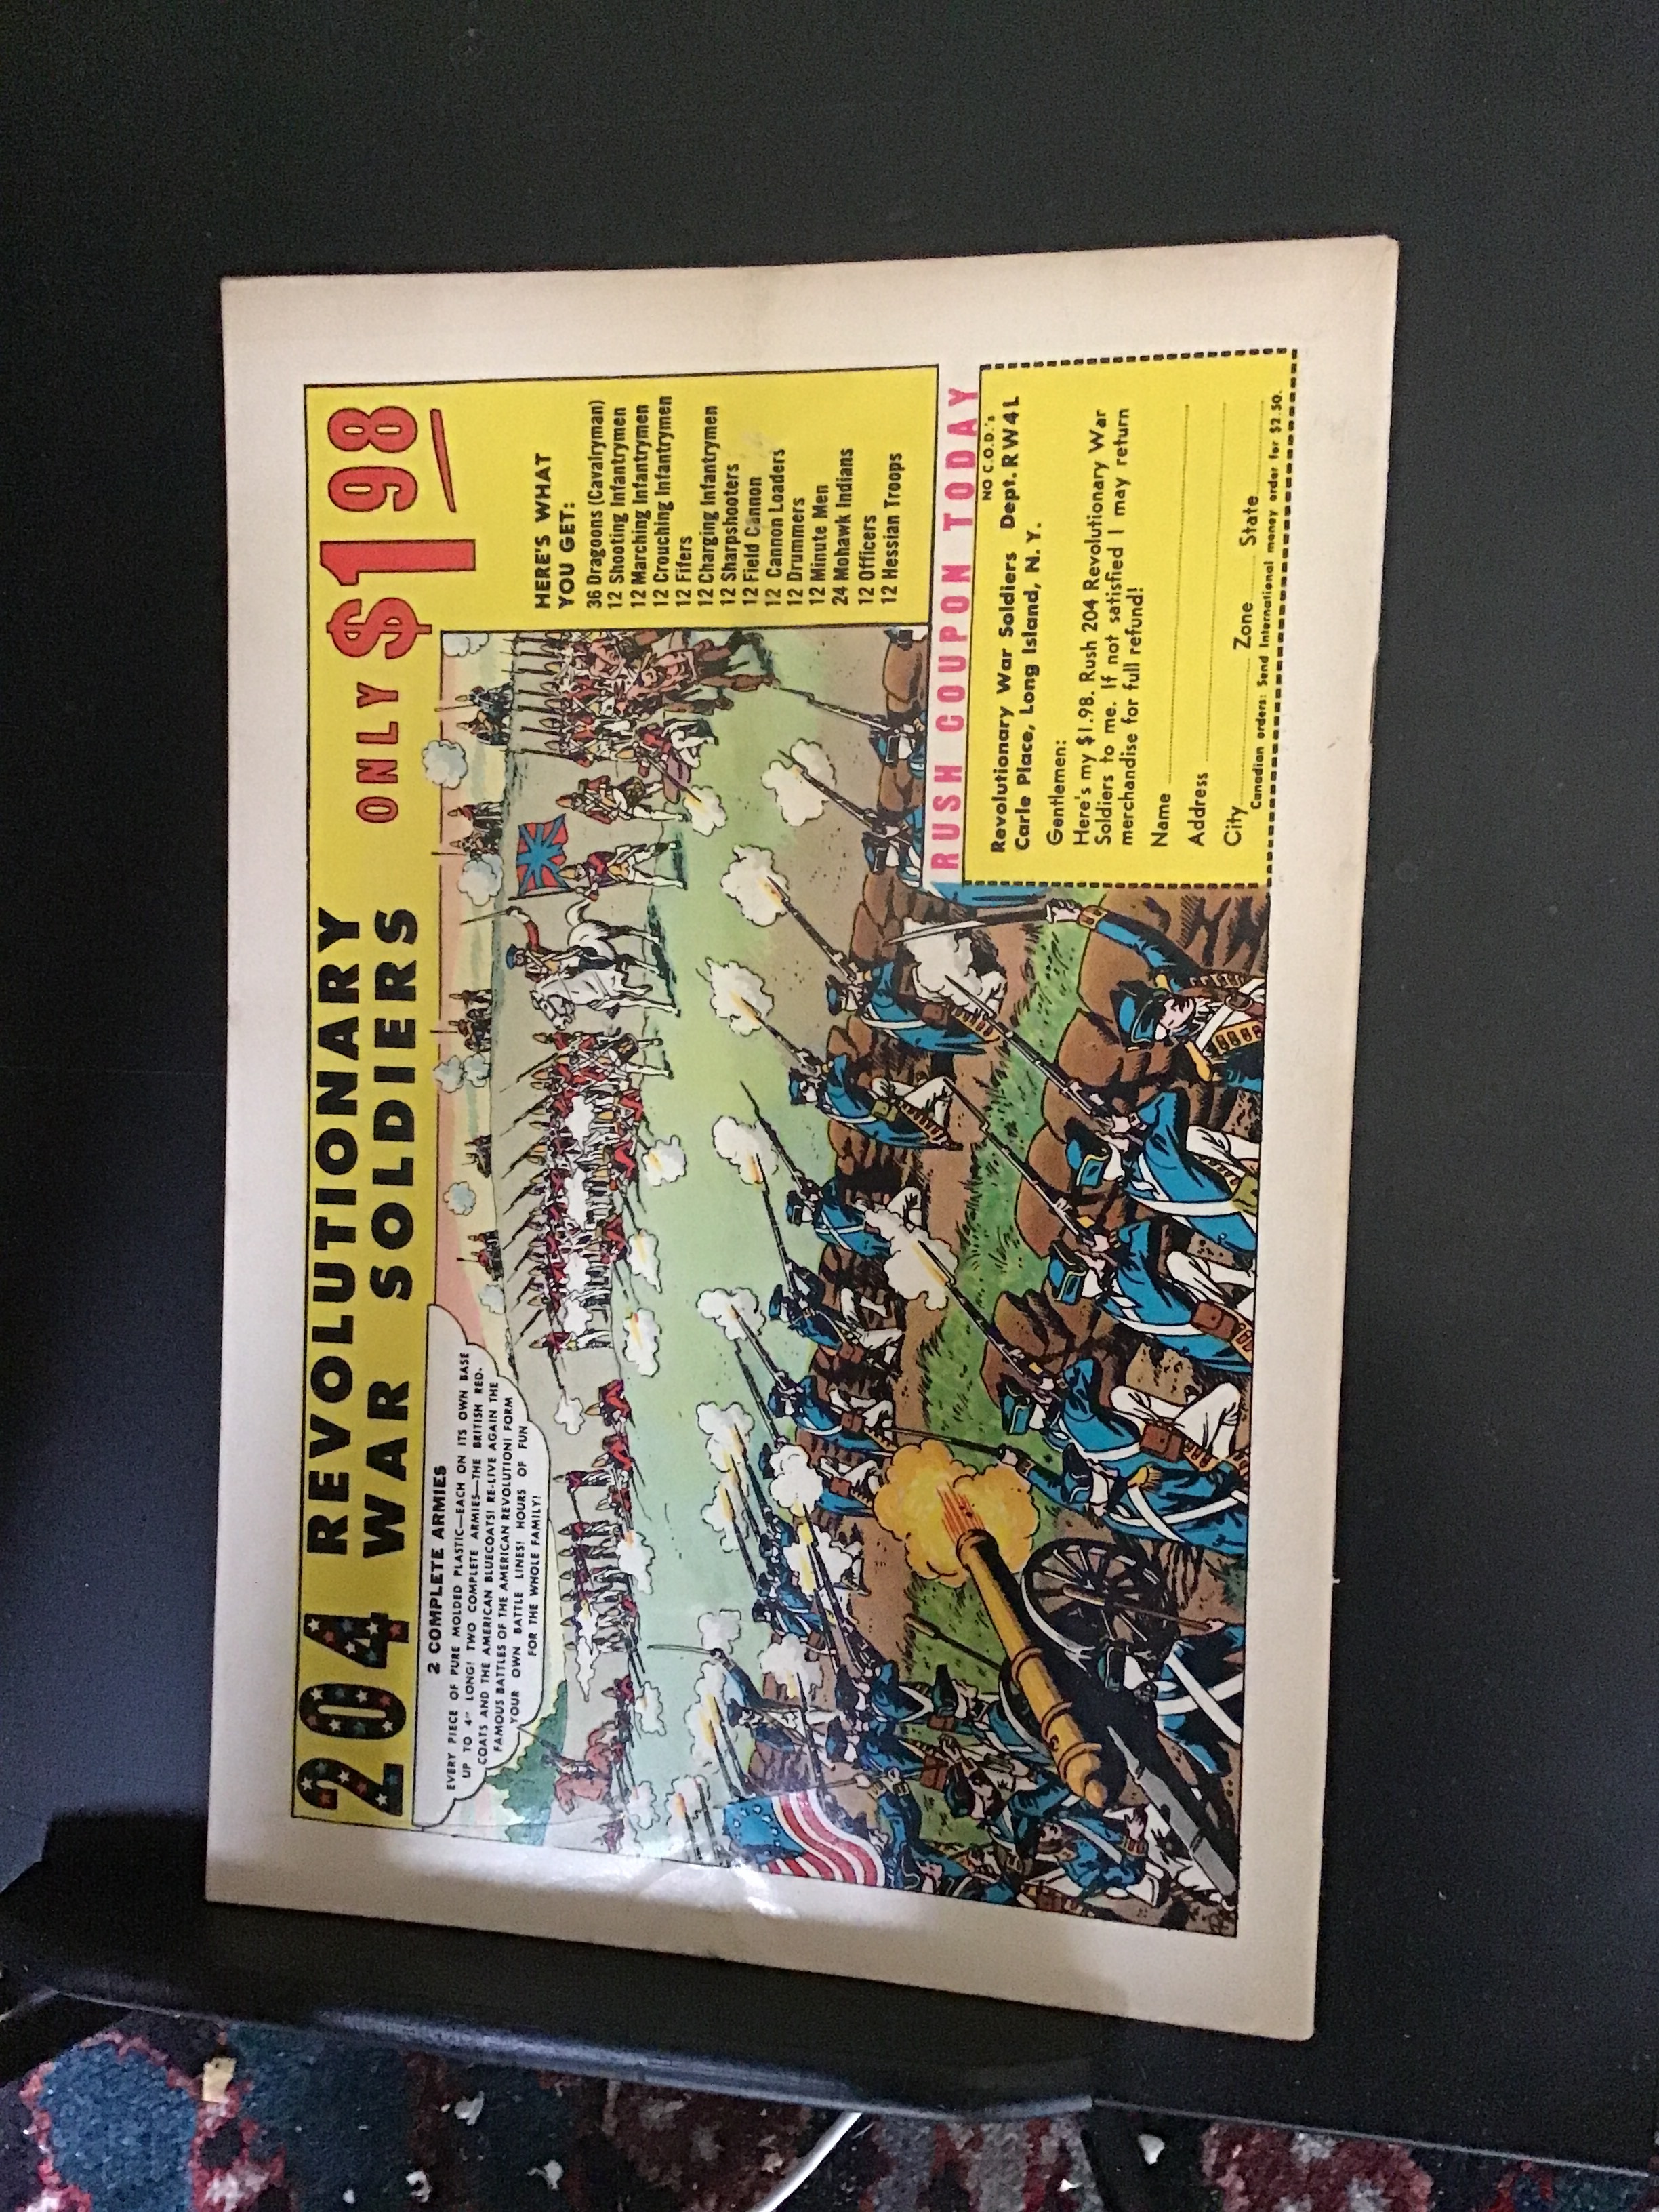 204 REVOLUTIONARY
WAR SOLDIERS
ONLY $1 98
2 COMPLETE ARMIES
EVERY PIECE OF PURE MOLDED PLASTIC—EACH ON ITS OWN BASE
UP TO 4" LONG! TWO COMPLETE ARMIES—THE BRITISH RED-
COATS AND THE AMERICAN BLUECOATS! RE-LIVE AGAIN THE
FAMOUS BATTLES OF THE AMERICAN REVOLUTION! FORM
YOUR OWN BATTLE LINES! HOURS OF FUN
FOR THE WHOLE FAMILY!
HERE'S WHAT
YOU GET:
36 Dragoons (Cavalryman)
12 Shooting Infantrymen
12 Marching Infantrymen
12 Crouching Infantrymen
12 Fifers
12 Charging Infantrymen
12 Sharpshooters
12 Field Cannon
12 Cannon Loaders
12 Drummers
12 Minute Men
24 Mohawk Indians
12 Officers
12 Hessian Troops
RUSH COUPON TODAY
NO C.O.D.'s
Revolutionary War Soldiers Dept. RW4L
Carle Place, Long Island, N. Y.
Gentlemen:
Here's my $1.98. Rush 204 Revolutionary War
Soldiers to me. If not satisfied I may return
merchandise for full refund!
Name
Address
City Zone State
Canadian orders: Send International money order for $2.50.